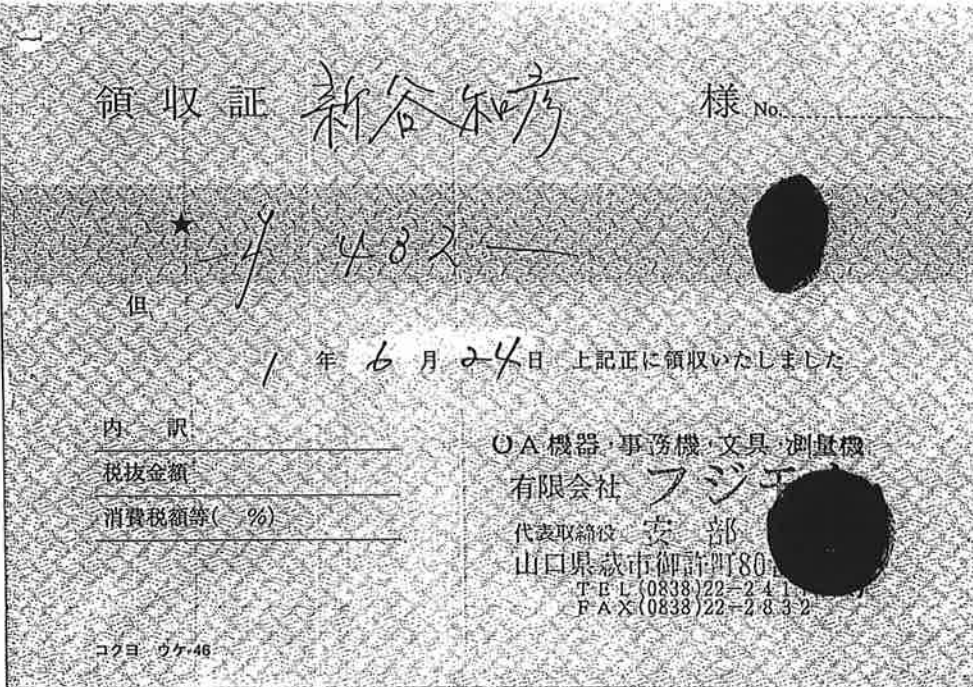 領収証 新谷和彦 様 No.
★ ¥ 482—
但
1年6月24日 上記正に領収いたしました
内訳
税抜金額
消費税額等( %)
OA機器・事務機・文具・測量機
有限会社 フジエ
代表取締役 安部
山口県萩市御許町80
TEL(0838)22-241
FAX(0838)22-2832
コクヨ ウケ-46